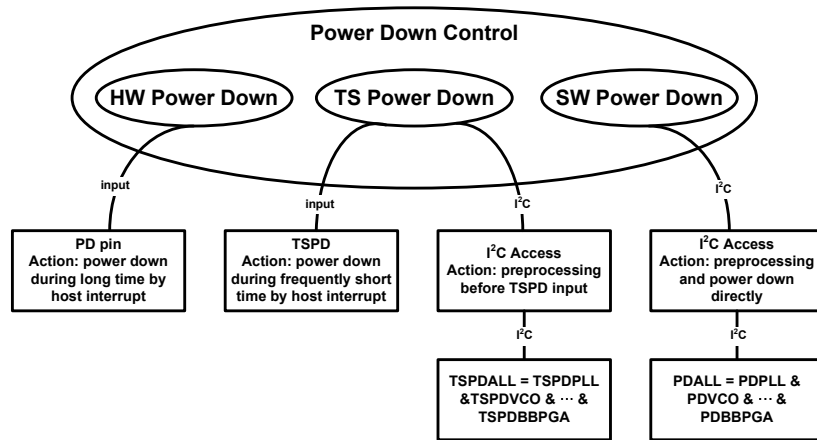 Power Down Control
HW Power Down
TS Power Down
SW Power Down
input
input
I²C
I²C
PD pin
Action: power down
during long time by
host interrupt
TSPD
Action: power down
during frequently short
time by host interrupt
I²C Access
Action: preprocessing
before TSPD input
I²C Access
Action: preprocessing
and power down
directly
I²C
I²C
TSPDALL = TSPDPLL
&TSPDVCO & ··· &
TSPDBBPGA
PDALL = PDPLL &
PDVCO & ··· &
PDBBPGA